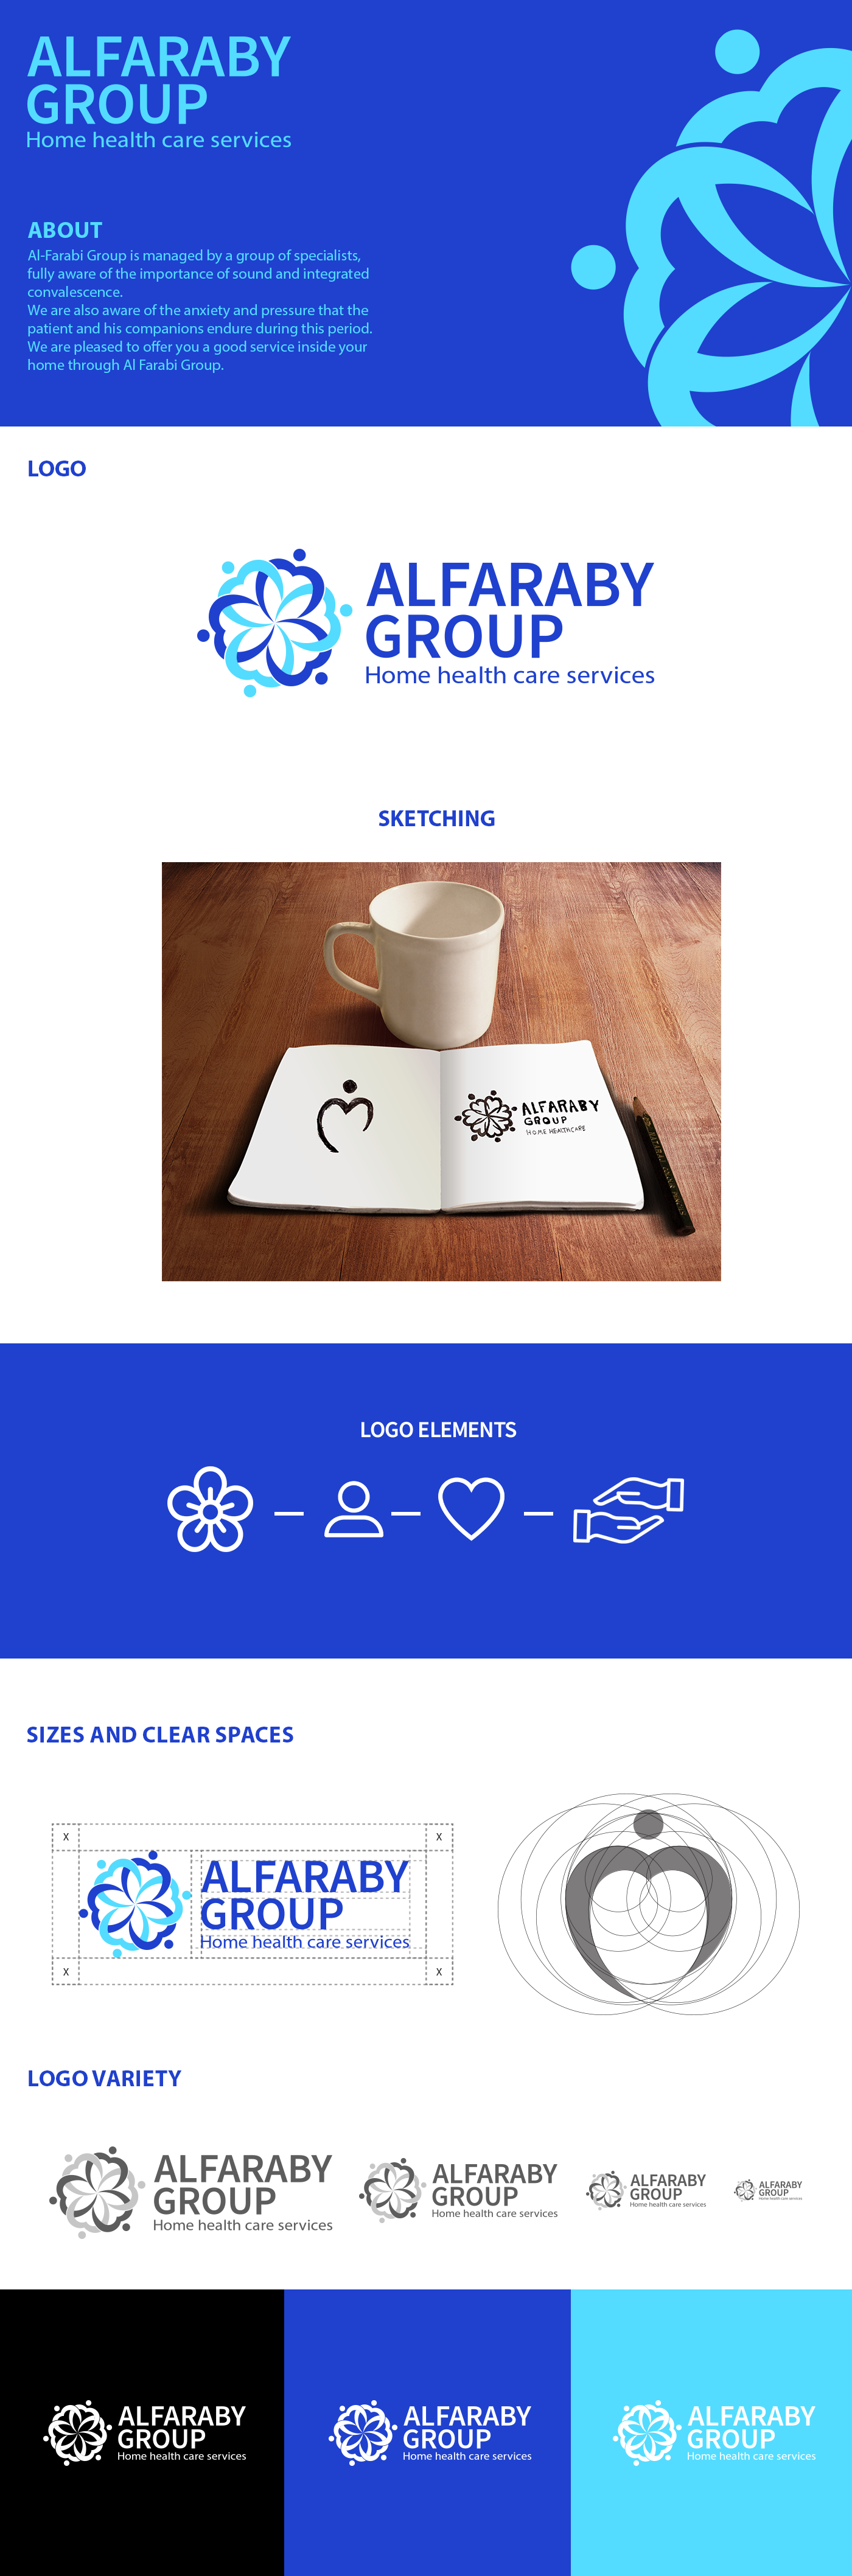 ALFARABY
GROUP
Home health care services
ABOUT
Al-Farabi Group is managed by a group of specialists,
fully aware of the importance of sound and integrated
convalescence.
We are also aware of the anxiety and pressure that the
patient and his companions endure during this period.
We are pleased to offer you a good service inside your
home through Al Farabi Group.
LOGO
ALFARABY
GROUP
Home health care services
SKETCHING
ALFARABY
GROUP
HOME HEALTHCARE
LOGO ELEMENTS
SIZES AND CLEAR SPACES
X
X
ALFARABY
GROUP
Home health care services
X
X
LOGO VARIETY
ALFARABY
GROUP
Home health care services
ALFARABY
GROUP
Home health care services
ALFARABY
GROUP
Home health care services
ALFARABY
GROUP
Home health care services
ALFARABY
GROUP
Home health care services
ALFARABY
GROUP
Home health care services
ALFARABY
GROUP
Home health care services